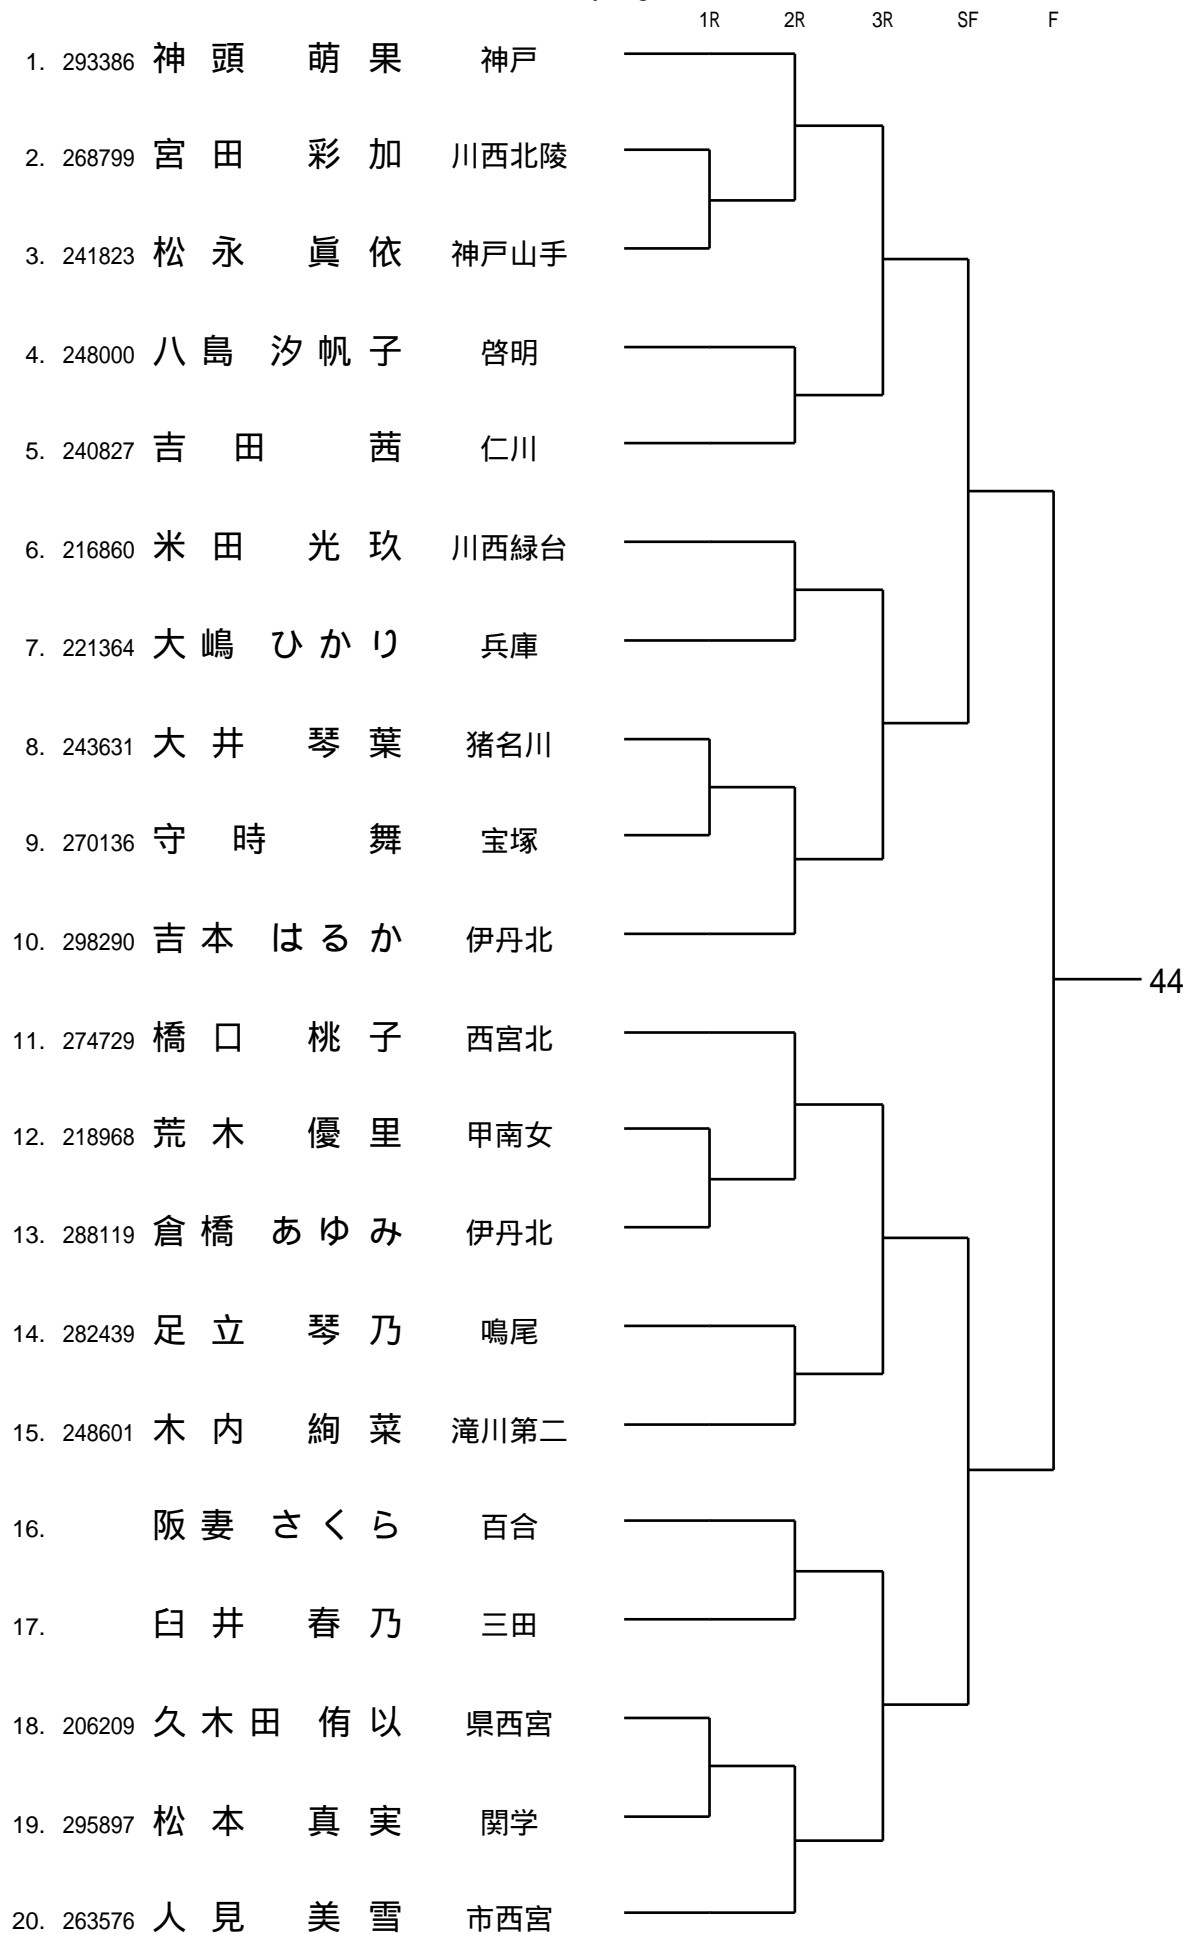 1R 2R 3R SF F
1. 293386 神頭 萌果 神戸
2. 268799 宮田 彩加 川西北陵
3. 241823 松永 眞依 神戸山手
4. 248000 八島 汐帆子 啓明
5. 240827 吉田 茜 仁川
6. 216860 米田 光玖 川西緑台
7. 221364 大嶋 ひかり 兵庫
8. 243631 大井 琴葉 猪名川
9. 270136 守時 舞 宝塚
10. 298290 吉本 はるか 伊丹北
44
11. 274729 橋口 桃子 西宮北
12. 218968 荒木 優里 甲南女
13. 288119 倉橋 あゆみ 伊丹北
14. 282439 足立 琴乃 鳴尾
15. 248601 木内 絢菜 滝川第二
16. 阪妻 さくら 百合
17. 臼井 春乃 三田
18. 206209 久木田 侑以 県西宮
19. 295897 松本 真実 関学
20. 263576 人見 美雪 市西宮